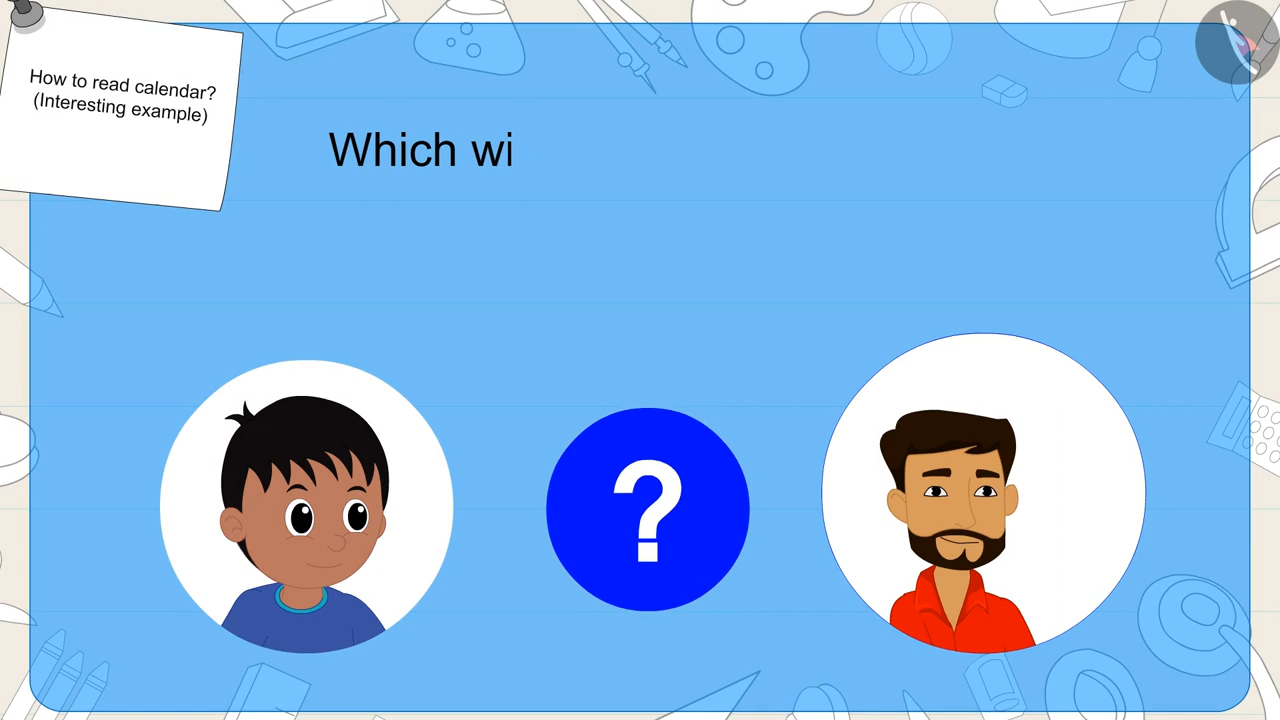 How to read calendar?
(Interesting example)
Which wi
?